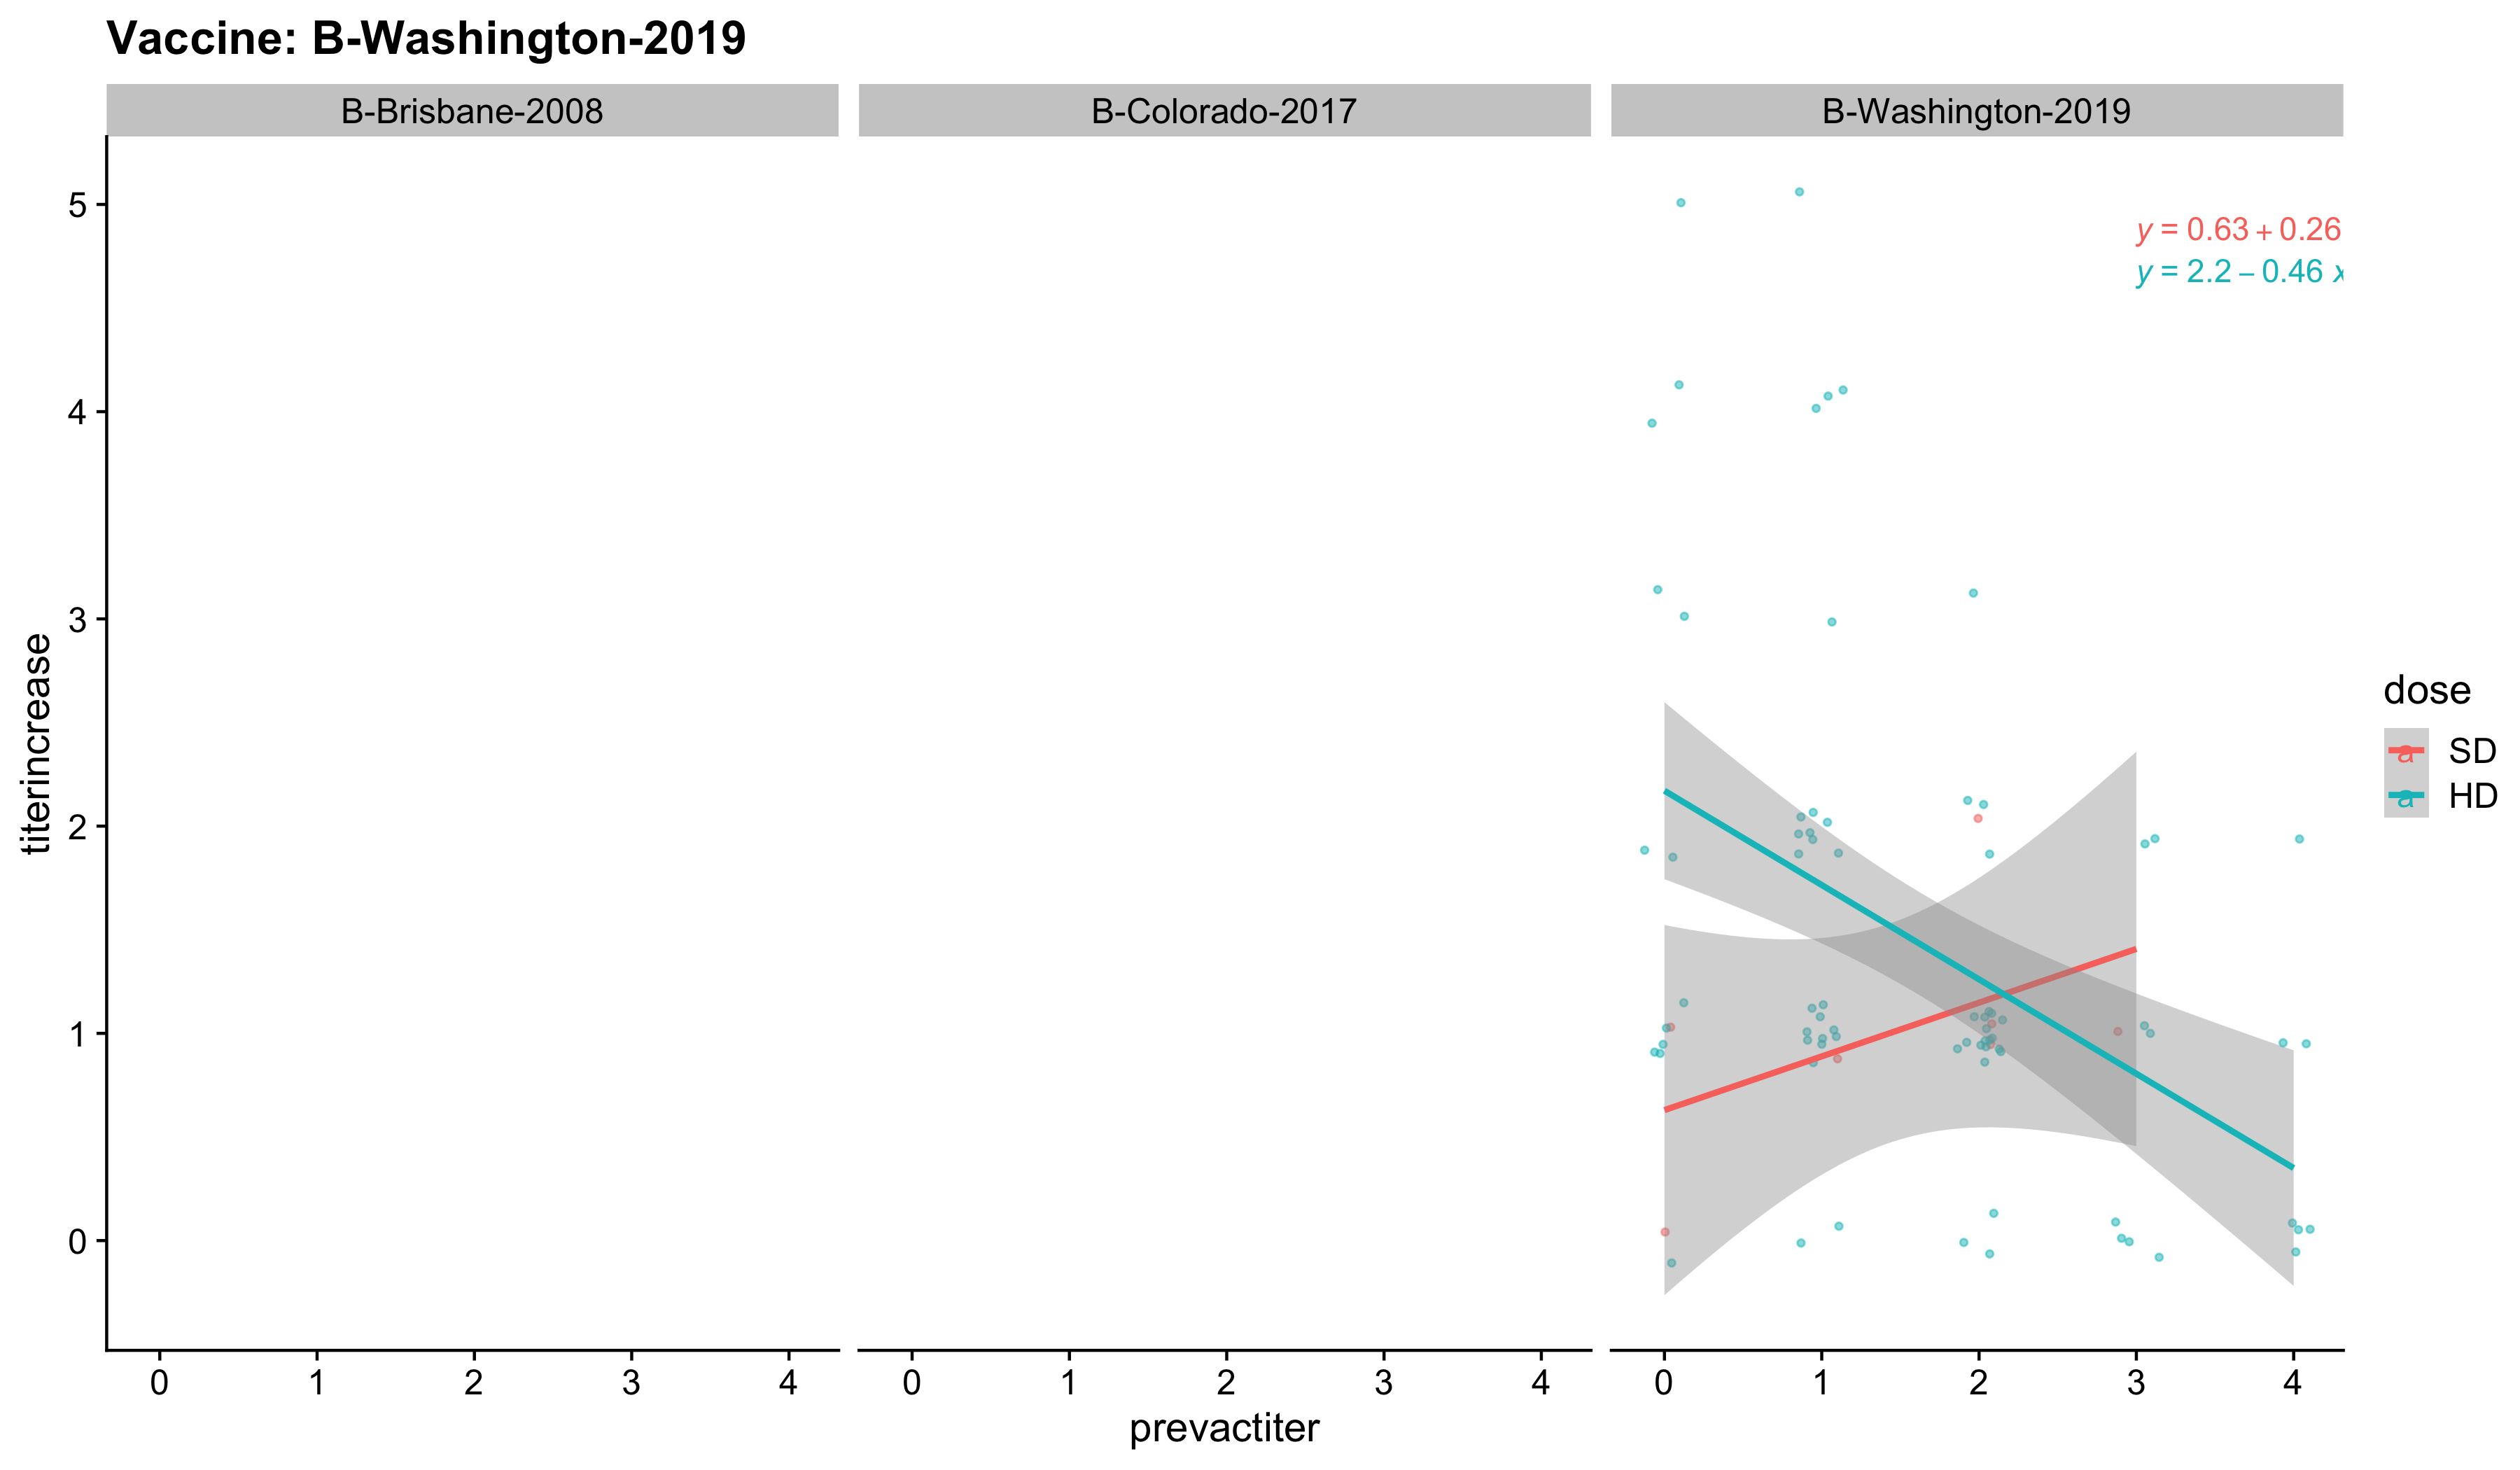 Vaccine: B-Washington-2019
B-Brisbane-2008
B-Colorado-2017
B-Washington-2019
y = 0.63 + 0.26
y = 2.2 – 0.46 x
titerincrease
5
4
3
2
1
0
0 1 2 3 4
0 1 2 3 4
0 1 2 3 4
prevactiter
dose
a SD
a HD